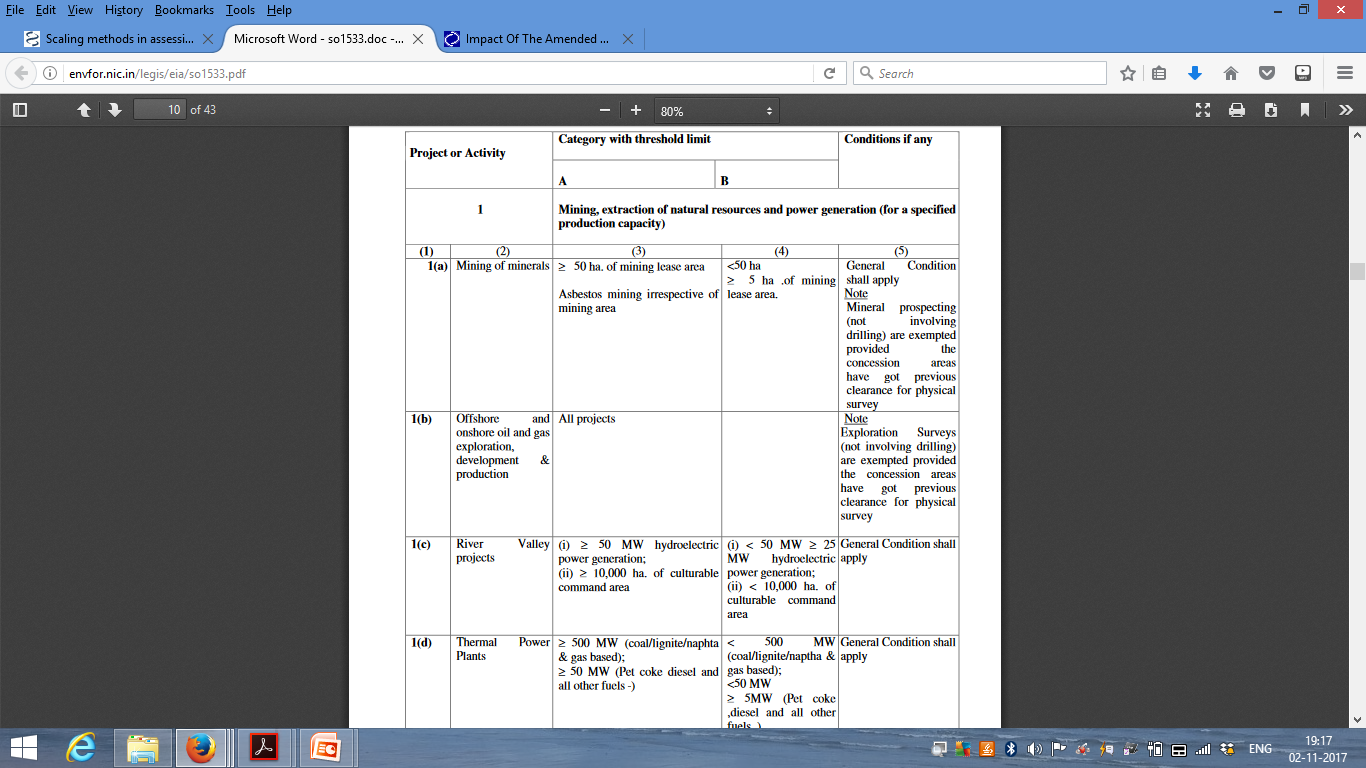 File Edit View History Bookmarks Tools Help
Scaling methods in assessi...
Microsoft Word - so1533.doc -...
Impact Of The Amended ...
envfor.nic.in/legis/eia/so1533.pdf
Search
10 of 43
80%
Project or Activity
Category with threshold limit
Conditions if any
A
B
1
Mining, extraction of natural resources and power generation (for a specified
production capacity)
(1) (2) (3) (4) (5)
1(a)
Mining of minerals
≥ 50 ha. of mining lease area
Asbestos mining irrespective of
mining area
<50 ha
≥ 5 ha .of mining
lease area.
General Condition
shall apply
Note
Mineral prospecting
(not involving
drilling) are exempted
provided the
concession areas
have got previous
clearance for physical
survey
1(b)
Offshore and
onshore oil and gas
exploration,
development &
production
All projects
Note
Exploration Surveys
(not involving drilling)
are exempted provided
the concession areas
have got previous
clearance for physical
survey
1(c)
River Valley
projects
(i) ≥ 50 MW hydroelectric
power generation;
(ii) ≥ 10,000 ha. of culturable
command area
(i) < 50 MW ≥ 25
MW hydroelectric
power generation;
(ii) < 10,000 ha. of
culturable command
area
General Condition shall
apply
1(d)
Thermal Power
Plants
≥ 500 MW (coal/lignite/naphta
& gas based);
≥ 50 MW (Pet coke diesel and
all other fuels -)
< 500 MW
(coal/lignite/naptha &
gas based);
<50 MW
≥ 5MW (Pet coke
,diesel and all other
fuels )
General Condition shall
apply
ENG
19:17
02-11-2017